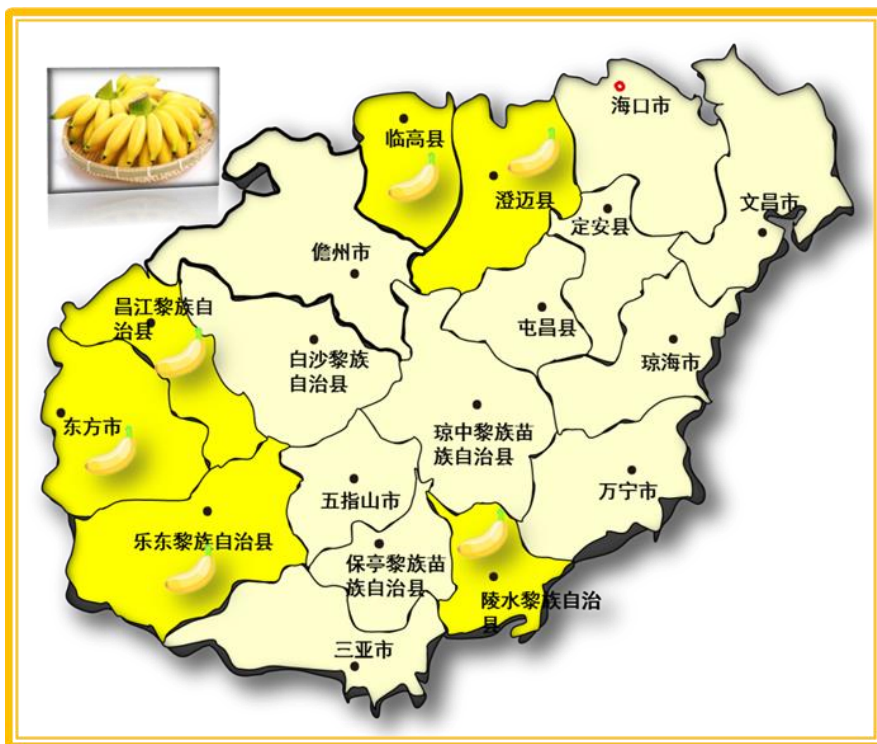 海口市
临高县
澄迈县
文昌市
定安县
儋州市
昌江黎族自
治县
屯昌县
白沙黎族
自治县
琼海市
东方市
琼中黎族苗
族自治县
万宁市
五指山市
乐东黎族自治县
保亭黎族苗
族自治县
陵水黎族自治
县
三亚市